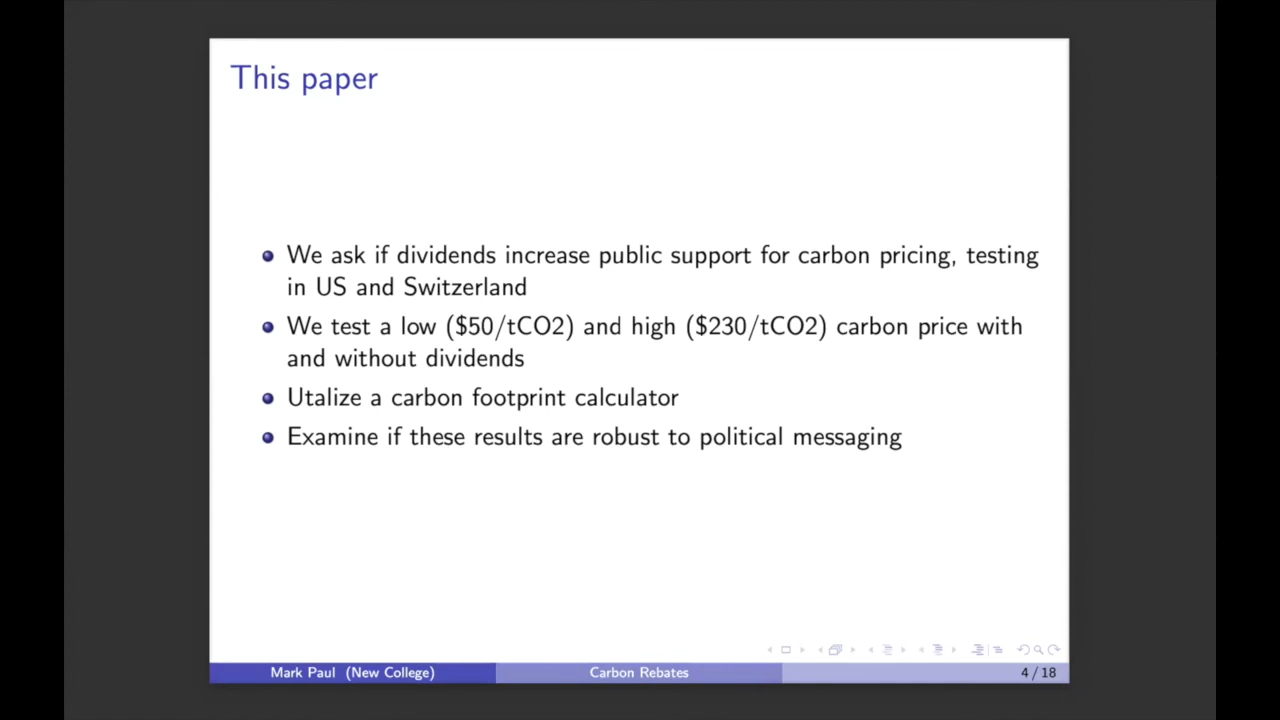 This paper
We ask if dividends increase public support for carbon pricing, testing
in US and Switzerland
We test a low ($50/tCO2) and high ($230/tCO2) carbon price with
and without dividends
Utalize a carbon footprint calculator
Examine if these results are robust to political messaging
Mark Paul (New College)
Carbon Rebates
4 / 18